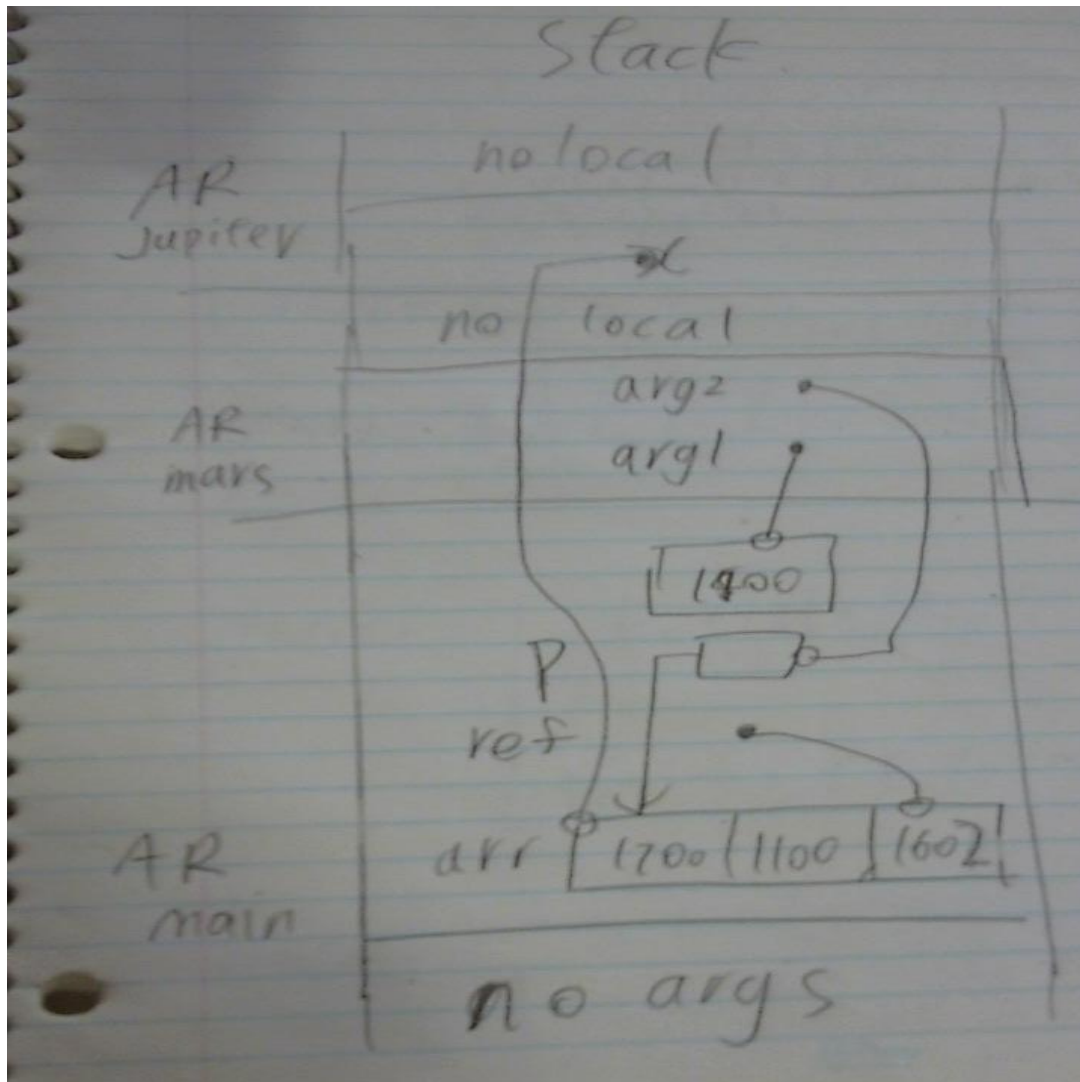 Stack
no local
AR
Jupiter
x
no local
arg2
AR
arg1
mars
1400
P
ref
AR
arr 1700 1100 1602
main
no args